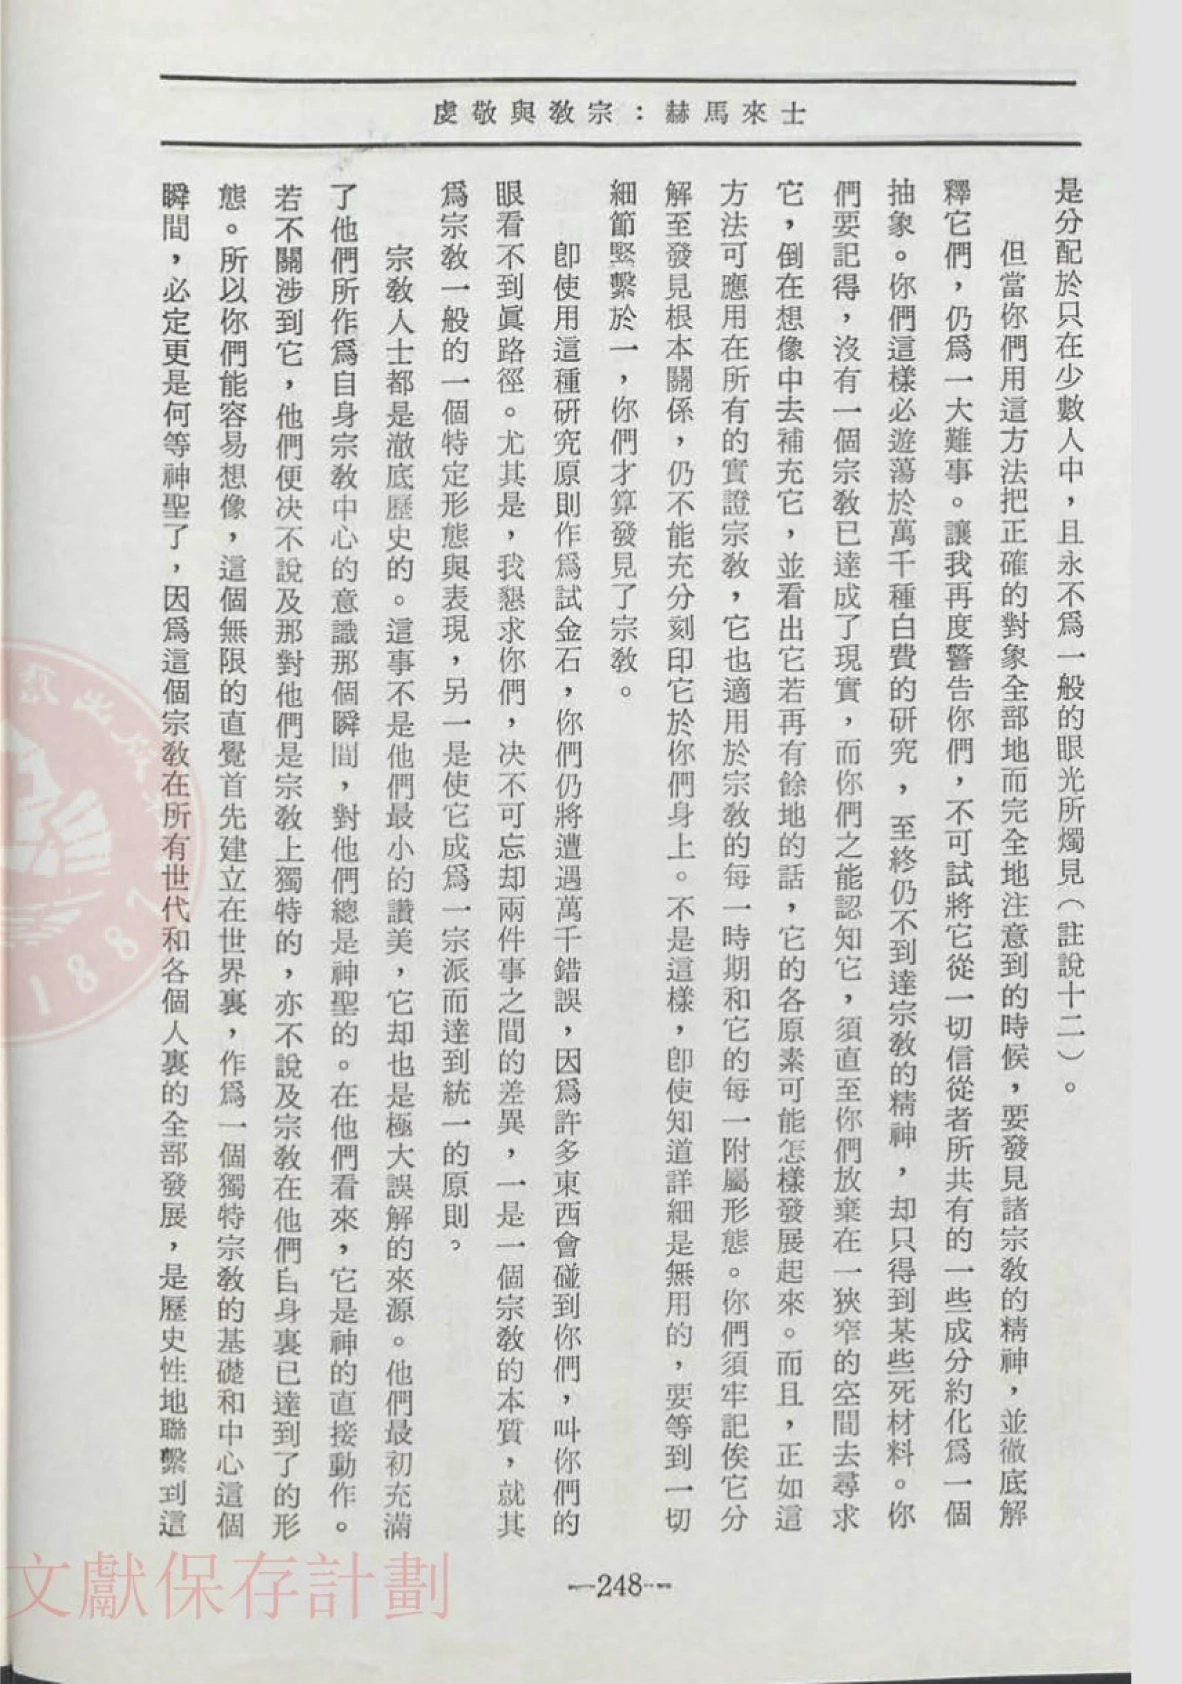 士來馬赫：宗教與敬虔
是分配於只在少數人中，且永不爲一般的眼光所燭見（註說十二）。
但當你們用這方法把正確的對象全部地而完全地注意到的時候，要發見諸宗教的精神，並徹底解
釋它們，仍爲一大難事。讓我再度警告你們，不可試將它從一切信從者所共有的一些成分約化爲一個
抽象。你們這樣必遊蕩於萬千種白費的研究，至終仍不到達宗教的精神，却只得到某些死材料。你
們要記得，沒有一個宗教已達成了現實，而你們之能認知它，須直至你們放棄在一狹窄的空間去尋求
它，倒在想像中去補充它，並看出它若再有餘地的話，它的各原素可能怎樣發展起來。而且，正如這
方法可應用在所有的實證宗教，它也適用於宗教的每一時期和它的每一附屬形態。你們須牢記俟它分
解至發見根本關係，仍不能充分刻印它於你們身上。不是這樣，卽使知道詳細是無用的，要等到一切
細節緊繫於一，你們才算發見了宗教。
卽使用這種研究原則作爲試金石，你們仍將遭遇萬千錯誤，因爲許多東西會碰到你們，叫你們的
眼看不到眞路徑。尤其是，我懇求你們，决不可忘却兩件事之間的差異，一是一個宗教的本質，就其
爲宗教一般的一個特定形態與表現，另一是使它成爲一宗派而達到統一的原則。
宗教人士都是澈底歷史的。這事不是他們最小的讚美，它却也是極大誤解的來源。他們最初充滿
了他們所作爲自身宗教中心的意識那個瞬間，對他們總是神聖的。在他們看來，它是神的直接動作。
若不關涉到它，他們便决不說及那對他們是宗教上獨特的，亦不說及宗教在他們自身裏已達到了的形
態。所以你們能容易想像，這個無限的直覺首先建立在世界裏，作爲一個獨特宗教的基礎和中心這個
瞬間，必定更是何等神聖了，因爲這個宗教在所有世代和各個人裏的全部發展，是歷史性地聯繫到這
—248—
文獻保存計劃
1887